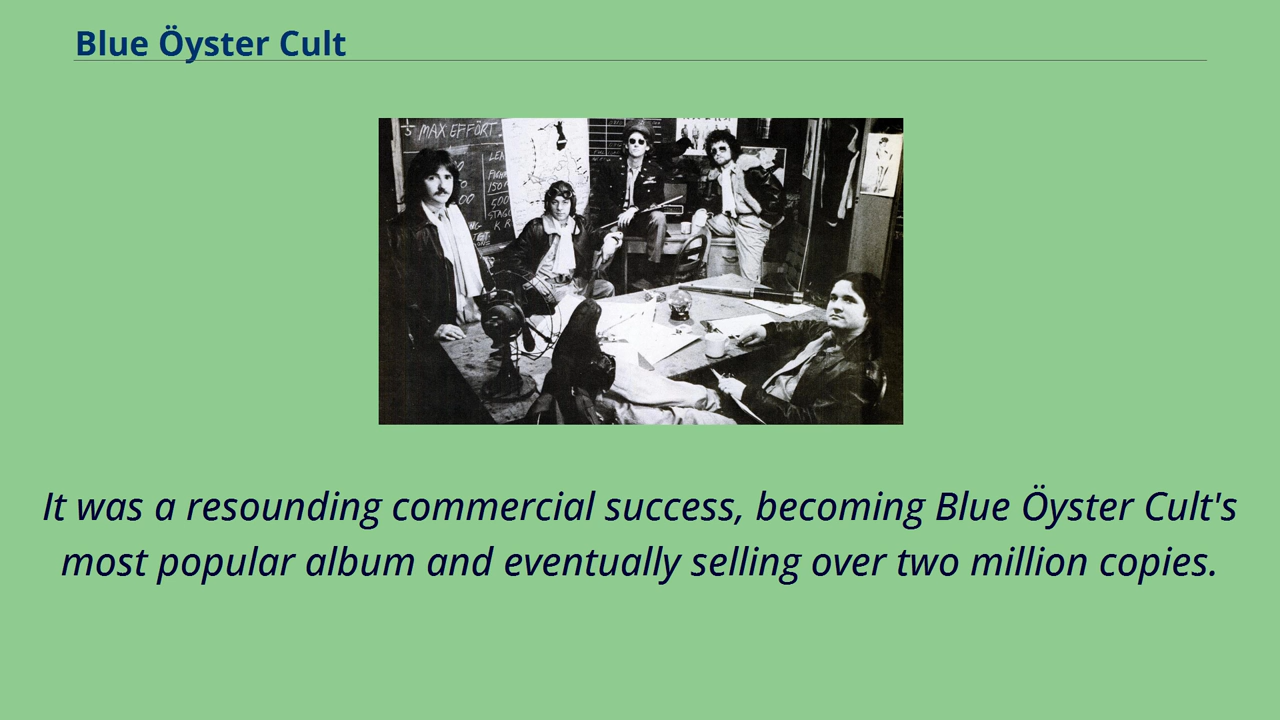 Blue Öyster Cult
MAX EFFÖRT
It was a resounding commercial success, becoming Blue Öyster Cult's
most popular album and eventually selling over two million copies.